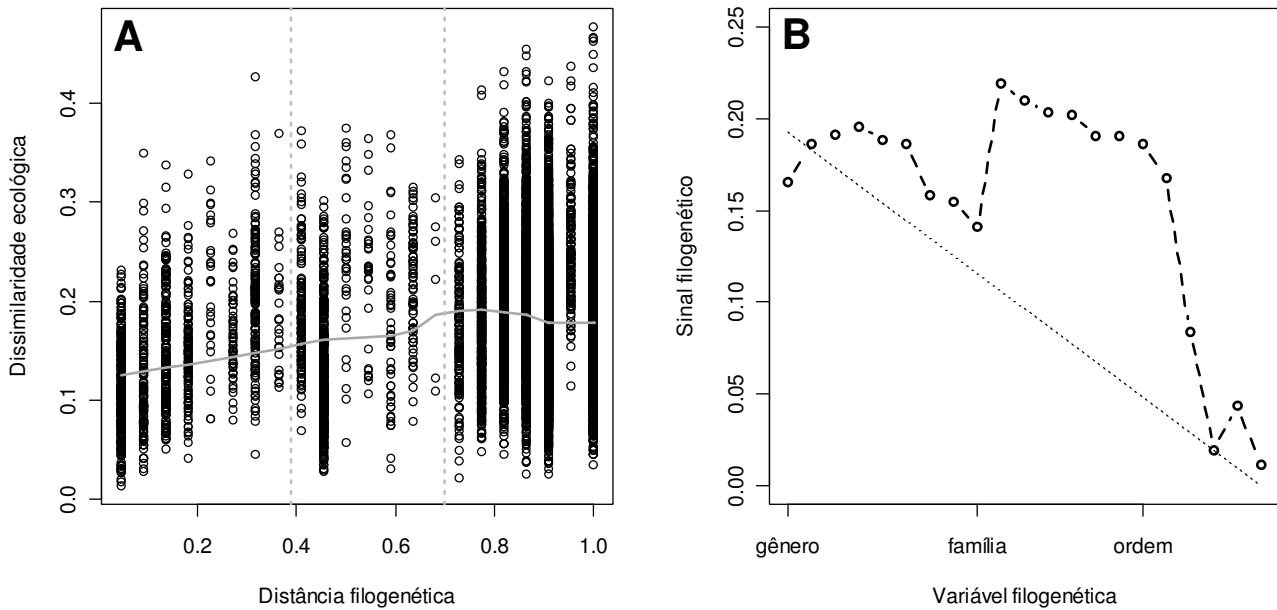 A
Dissimilaridade ecológica
0.4
0.3
0.2
0.1
0.0
0.2 0.4 0.6 0.8 1.0
Distância filogenética
B
Sinal filogenético
0.25
0.20
0.15
0.10
0.05
0.00
gênero família ordem
Variável filogenética